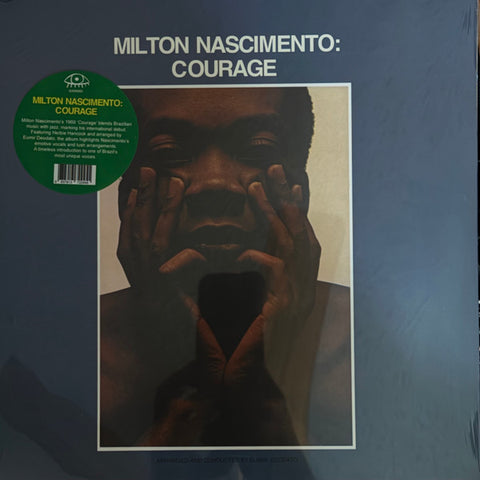 MILTON NASCIMENTO:
COURAGE
MILTON NASCIMENTO:
COURAGE
Milton Nascimento's 1969 'Courage' blends Brazilian
music with jazz, marking his international debut.
Featuring Herbie Hancock and arranged by
Eumir Deodato, the album highlights Nascimento's
emotive vocals and lush arrangements.
A timeless introduction to one of Brazil's
most unique voices.
ARRANGED AND CONDUCTED BY EUMIR DEODATO